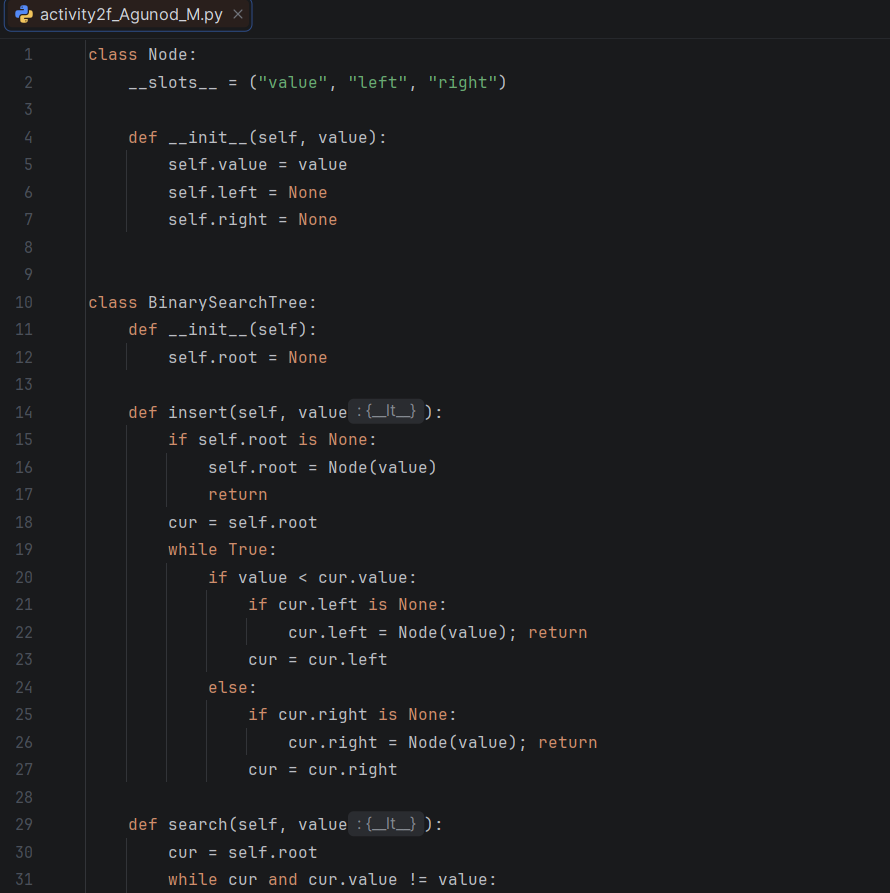 activity2f_Agunod_M.py ×
1 class Node:
2     __slots__ = ("value", "left", "right")
3
4     def __init__(self, value):
5         self.value = value
6         self.left = None
7         self.right = None
8
9
10 class BinarySearchTree:
11     def __init__(self):
12         self.root = None
13
14     def insert(self, value : {__lt__} ):
15         if self.root is None:
16             self.root = Node(value)
17             return
18         cur = self.root
19         while True:
20             if value < cur.value:
21                 if cur.left is None:
22                     cur.left = Node(value); return
23                 cur = cur.left
24             else:
25                 if cur.right is None:
26                     cur.right = Node(value); return
27                 cur = cur.right
28
29     def search(self, value : {__lt__} ):
30         cur = self.root
31         while cur and cur.value != value: